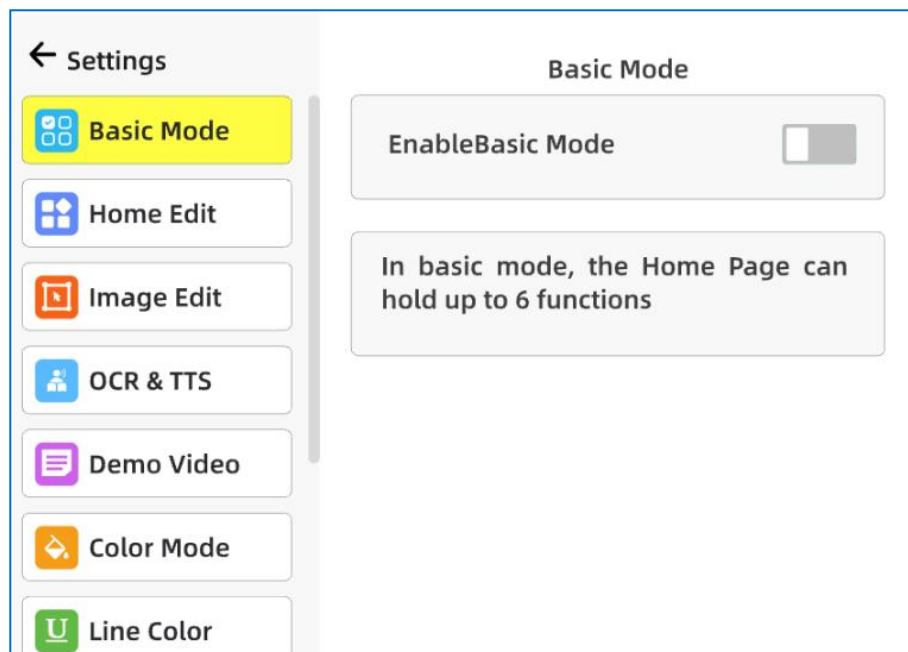 Settings
Basic Mode
Home Edit
Image Edit
OCR & TTS
Demo Video
Color Mode
U Line Color
Basic Mode
EnableBasic Mode
In basic mode, the Home Page can
hold up to 6 functions